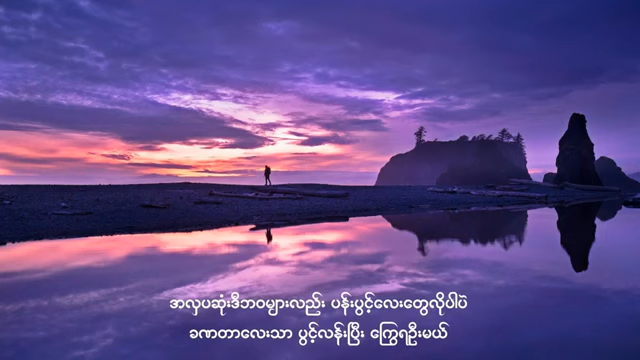 အလှပဆုံးဒီဘဝများလည်း ပန်းပွင့်လေးတွေလိုပါပဲ
ခဏတာလေးသာ ပွင့်လန်းပြီး ကြွေရဦးမယ်